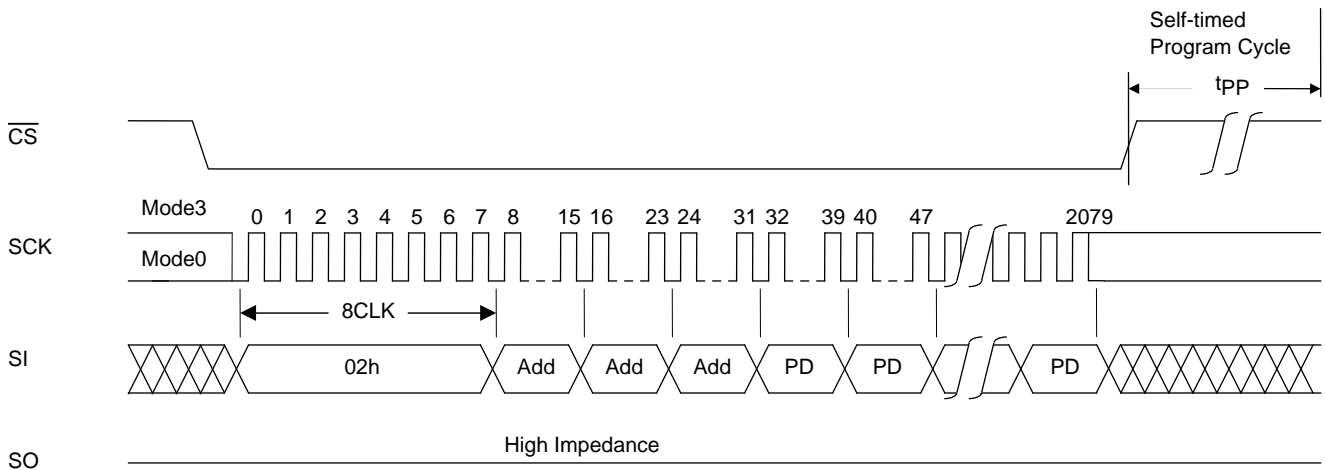 Self-timed
Program Cycle
tPP
CS
Mode3
0 1 2 3 4 5 6 7 8 15 16 23 24 31 32 39 40 47 2079
SCK
Mode0
8CLK
SI
02h Add Add Add PD PD PD
High Impedance
SO